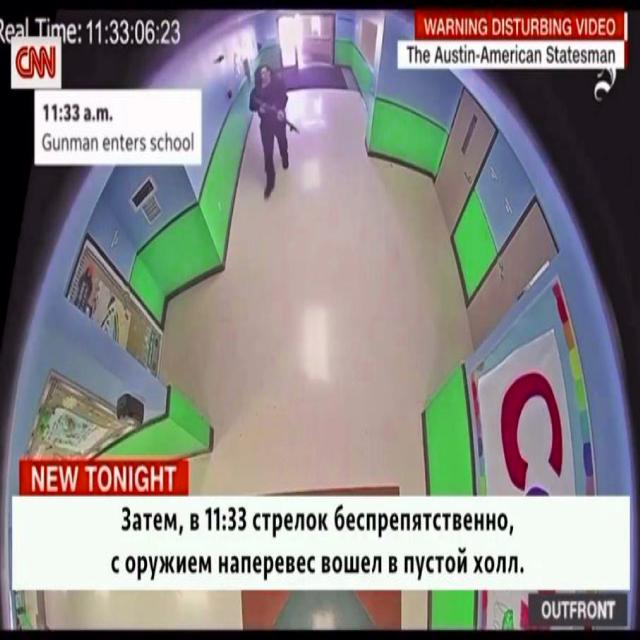 Real Time: 11:33:06:23
CNN
WARNING DISTURBING VIDEO
The Austin-American Statesman
11:33 a.m.
Gunman enters school
C
NEW TONIGHT
Затем, в 11:33 стрелок беспрепятственно,
с оружием наперевес вошел в пустой холл.
OUTFRONT